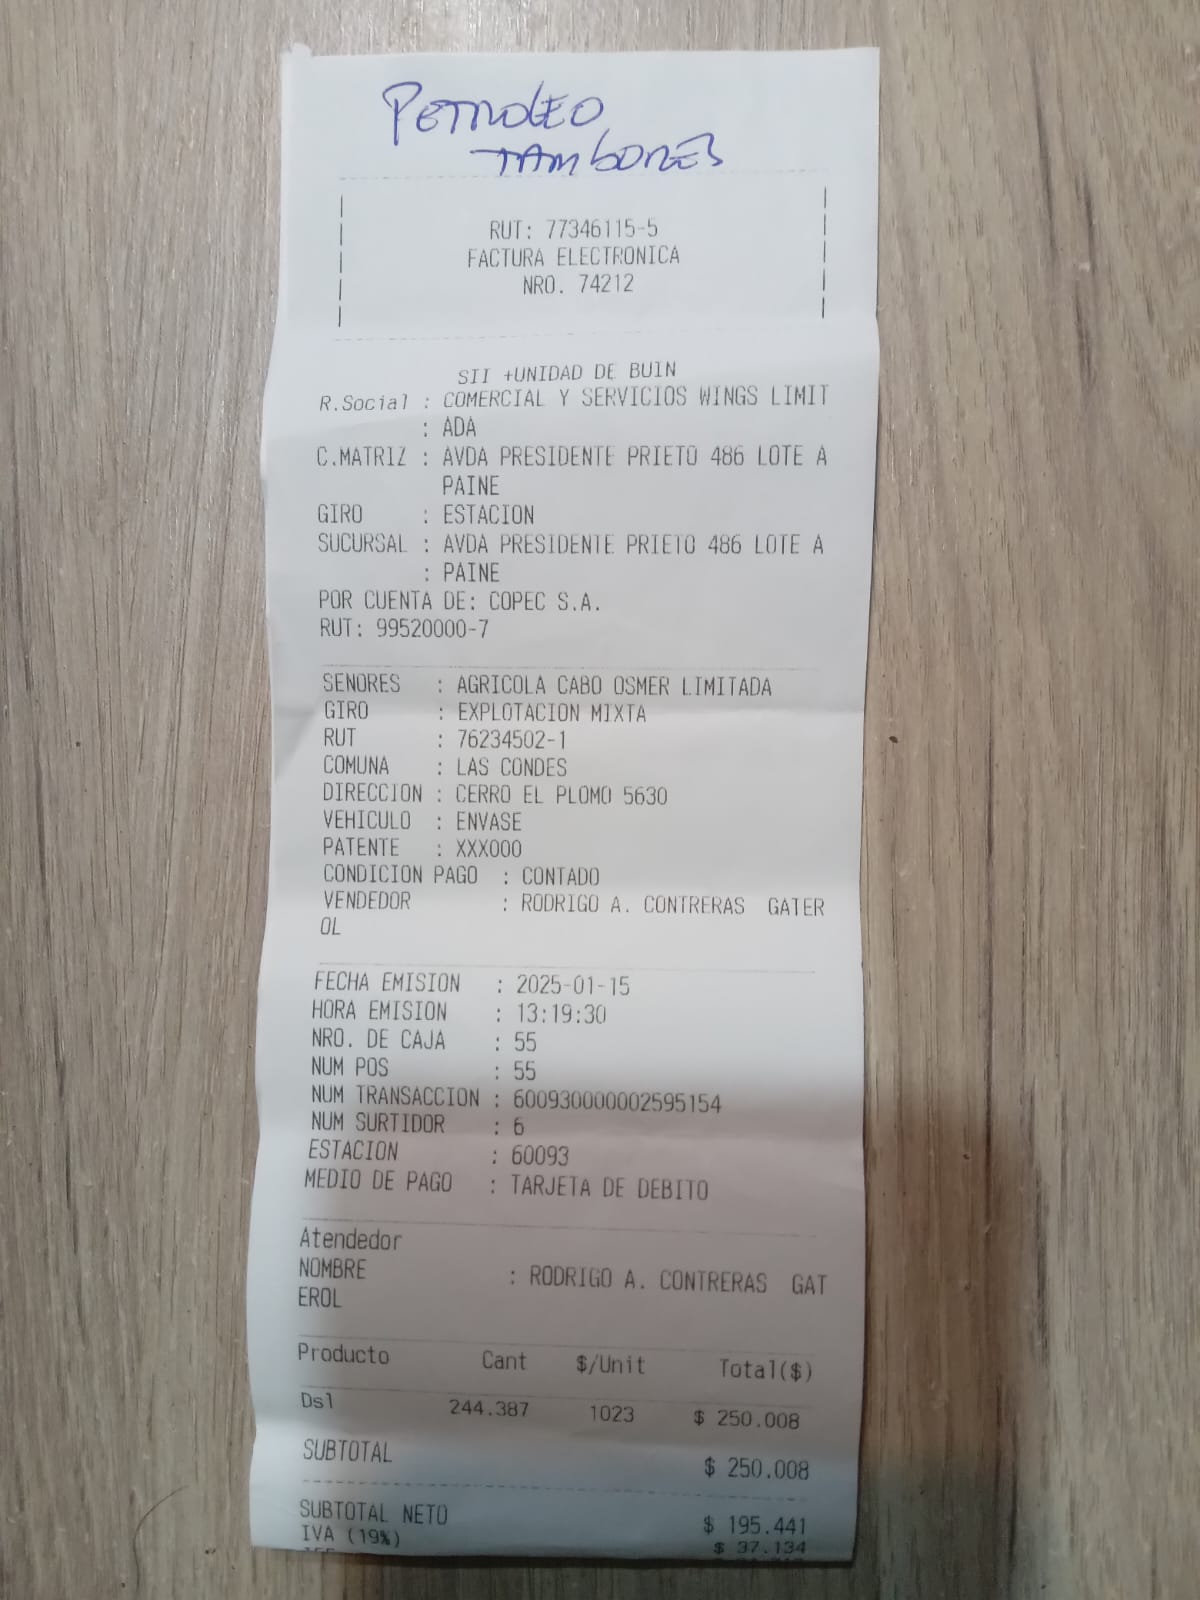 PETROLEO
TAMBORES
RUT: 77346115-5
FACTURA ELECTRONICA
NRO. 74212
SII +UNIDAD DE BUIN
R.Social : COMERCIAL Y SERVICIOS WINGS LIMIT
: ADA
C.MATRIZ : AVDA PRESIDENTE PRIETO 486 LOTE A
PAINE
GIRO : ESTACION
SUCURSAL : AVDA PRESIDENTE PRIETO 486 LOTE A
: PAINE
POR CUENTA DE: COPEC S.A.
RUT: 99520000-7
SENORES : AGRICOLA CABO OSMER LIMITADA
GIRO : EXPLOTACION MIXTA
RUT : 76234502-1
COMUNA : LAS CONDES
DIRECCION : CERRO EL PLOMO 5630
VEHICULO : ENVASE
PATENTE : XXX000
CONDICION PAGO : CONTADO
VENDEDOR : RODRIGO A. CONTRERAS GATER
OL
FECHA EMISION : 2025-01-15
HORA EMISION : 13:19:30
NRO. DE CAJA : 55
NUM POS : 55
NUM TRANSACCION : 600930000002595154
NUM SURTIDOR : 6
ESTACION : 60093
MEDIO DE PAGO : TARJETA DE DEBITO
Atendedor
NOMBRE : RODRIGO A. CONTRERAS GAT
EROL
Producto Cant $/Unit Total($)
Dsl 244.387 1023 $ 250.008
SUBTOTAL $ 250.008
SUBTOTAL NETO $ 195.441
IVA (19%) $ 37.134